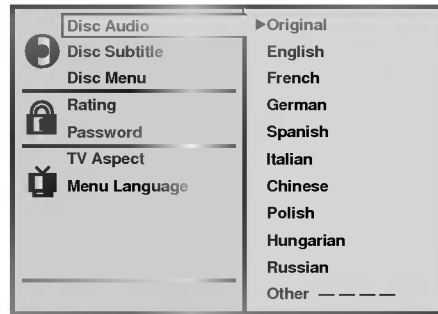 Disc Audio
Disc Subtitle
Disc Menu
Rating
Password
TV Aspect
Menu Language
▶Original
English
French
German
Spanish
Italian
Chinese
Polish
Hungarian
Russian
Other — — — —